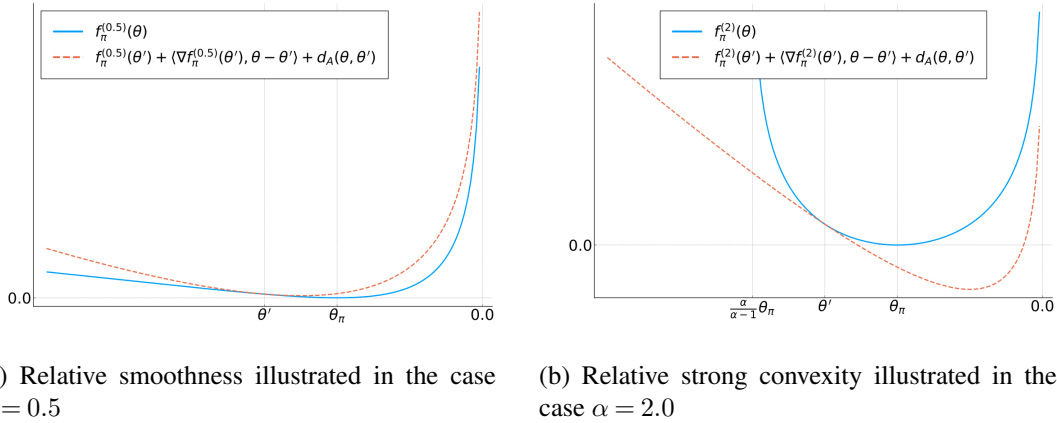 f_π^{(0.5)}(θ)
f_π^{(0.5)}(θ′) + ⟨∇f_π^{(0.5)}(θ′), θ − θ′⟩ + d_A(θ, θ′)
0.0
θ′ θ_π 0.0
f_π^{(2)}(θ)
f_π^{(2)}(θ′) + ⟨∇f_π^{(2)}(θ′), θ − θ′⟩ + d_A(θ, θ′)
0.0
\frac{α}{α−1}θ_π θ′ θ_π 0.0
) Relative smoothness illustrated in the case
= 0.5
(b) Relative strong convexity illustrated in the
case α = 2.0